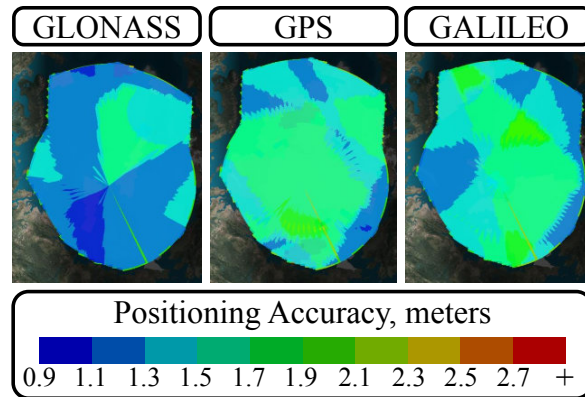 GLONASS GPS GALILEO
Positioning Accuracy, meters
0.9 1.1 1.3 1.5 1.7 1.9 2.1 2.3 2.5 2.7 +